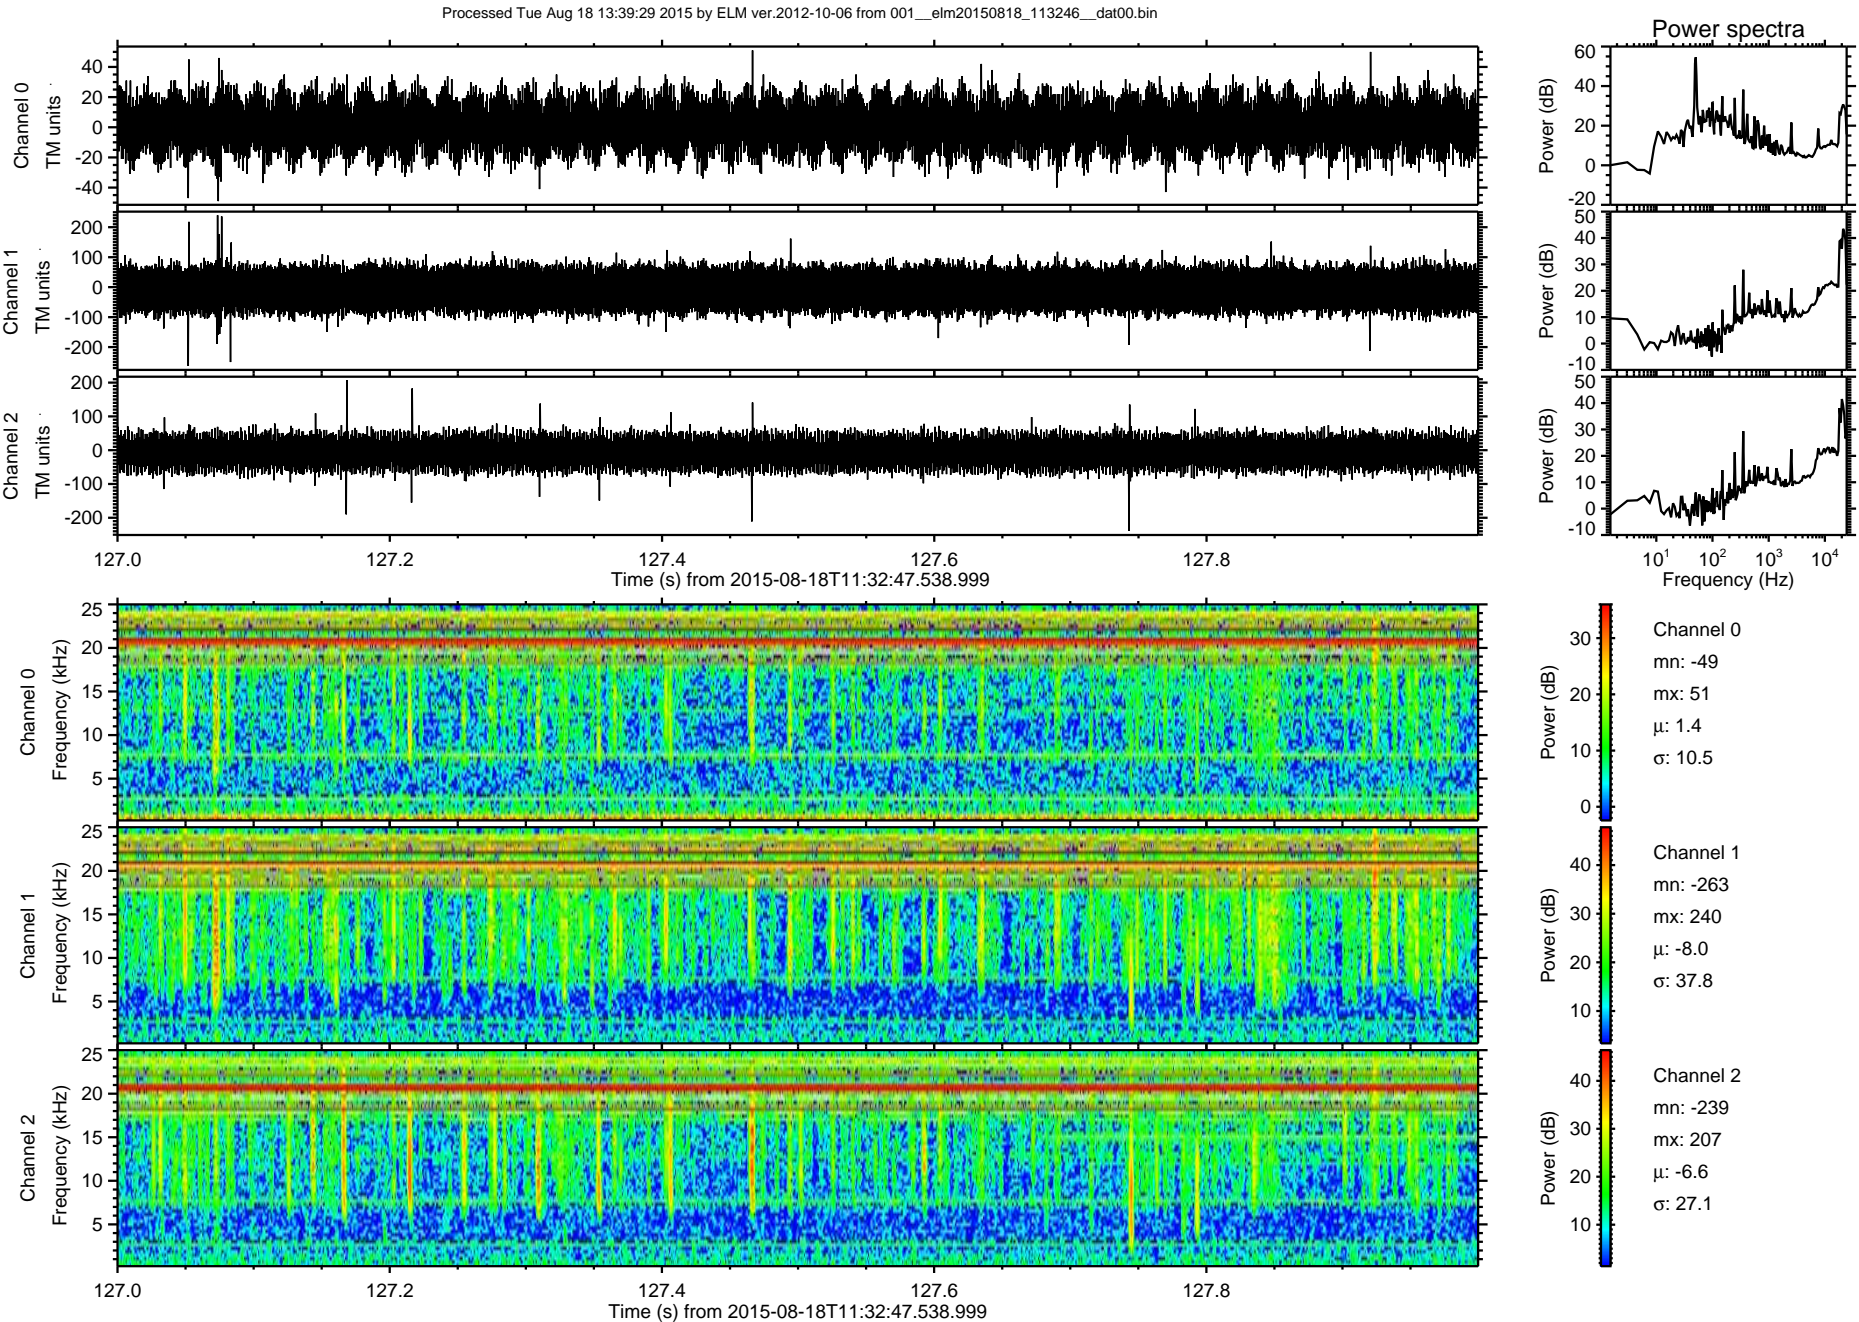 Processed Tue Aug 18 13:39:29 2015 by ELM ver.2012-10-06 from 001__elm20150818_113246__dat00.bin
Power spectra
Channel 0
TM units
40
20
0
-20
-40
Power (dB)
60
40
20
0
-20
Channel 1
TM units
200
100
0
-100
-200
Power (dB)
50
40
30
20
10
0
-10
Channel 2
TM units
200
100
0
-100
-200
Power (dB)
50
40
30
20
10
0
-10
127.0 127.2 127.4 127.6 127.8
Time (s) from 2015-08-18T11:32:47.538.999
10¹ 10² 10³ 10⁴
Frequency (Hz)
Channel 0
Frequency (kHz)
25
20
15
10
5
Power (dB)
30
20
10
0
Channel 0
mn: -49
mx: 51
μ: 1.4
σ: 10.5
Channel 1
Frequency (kHz)
25
20
15
10
5
Power (dB)
40
30
20
10
Channel 1
mn: -263
mx: 240
μ: -8.0
σ: 37.8
Channel 2
Frequency (kHz)
25
20
15
10
5
Power (dB)
40
30
20
10
Channel 2
mn: -239
mx: 207
μ: -6.6
σ: 27.1
127.0 127.2 127.4 127.6 127.8
Time (s) from 2015-08-18T11:32:47.538.999